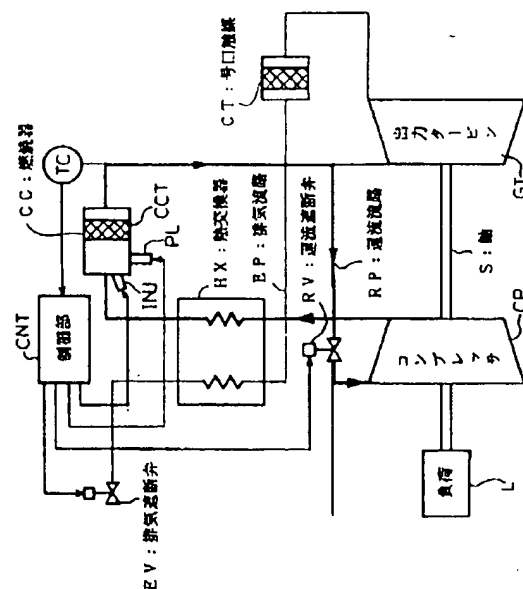 CC：燃焼器
TC
CCT
PL
INJ
CNT
制御部
HX：熱交換器
EP：排気流路
RV：還流遮断弁
RP：還流流路
EV：排気遮断弁
CT：号口触媒
出力タービン
GT
S：軸
CP
コンプレッサ
負荷
L